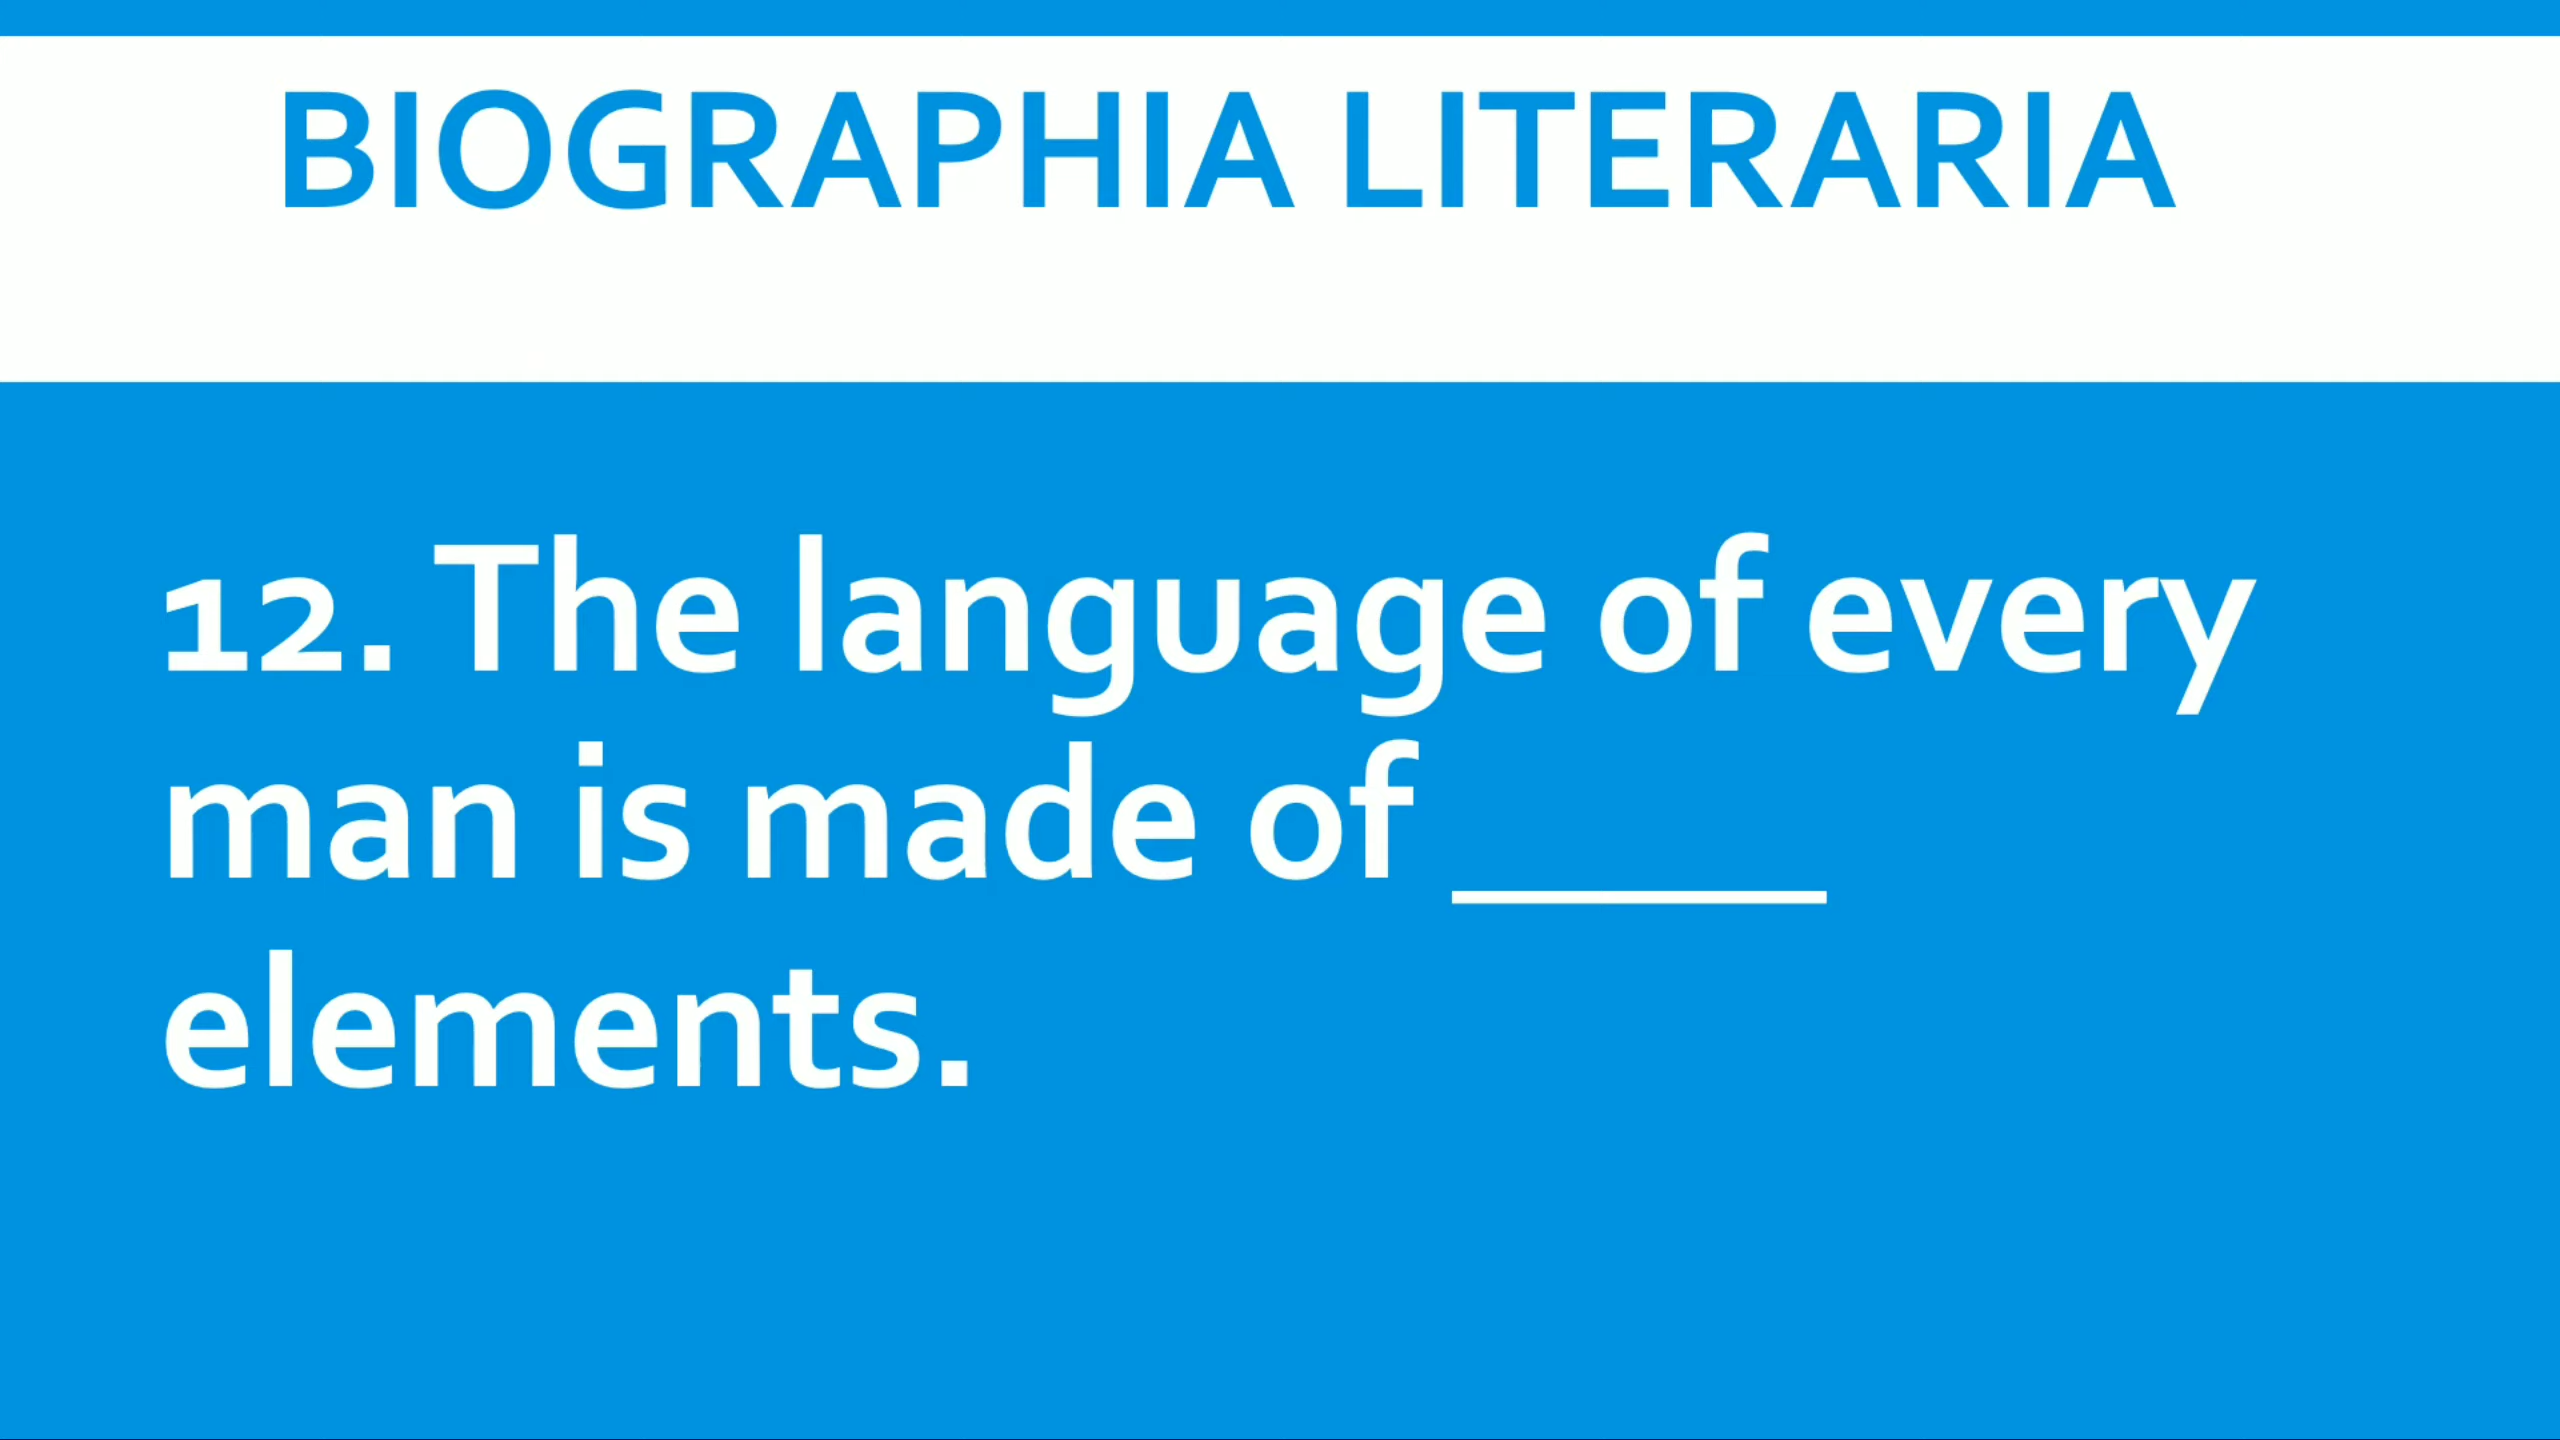 BIOGRAPHIA LITERARIA
12. The language of every
man is made of _____
elements.